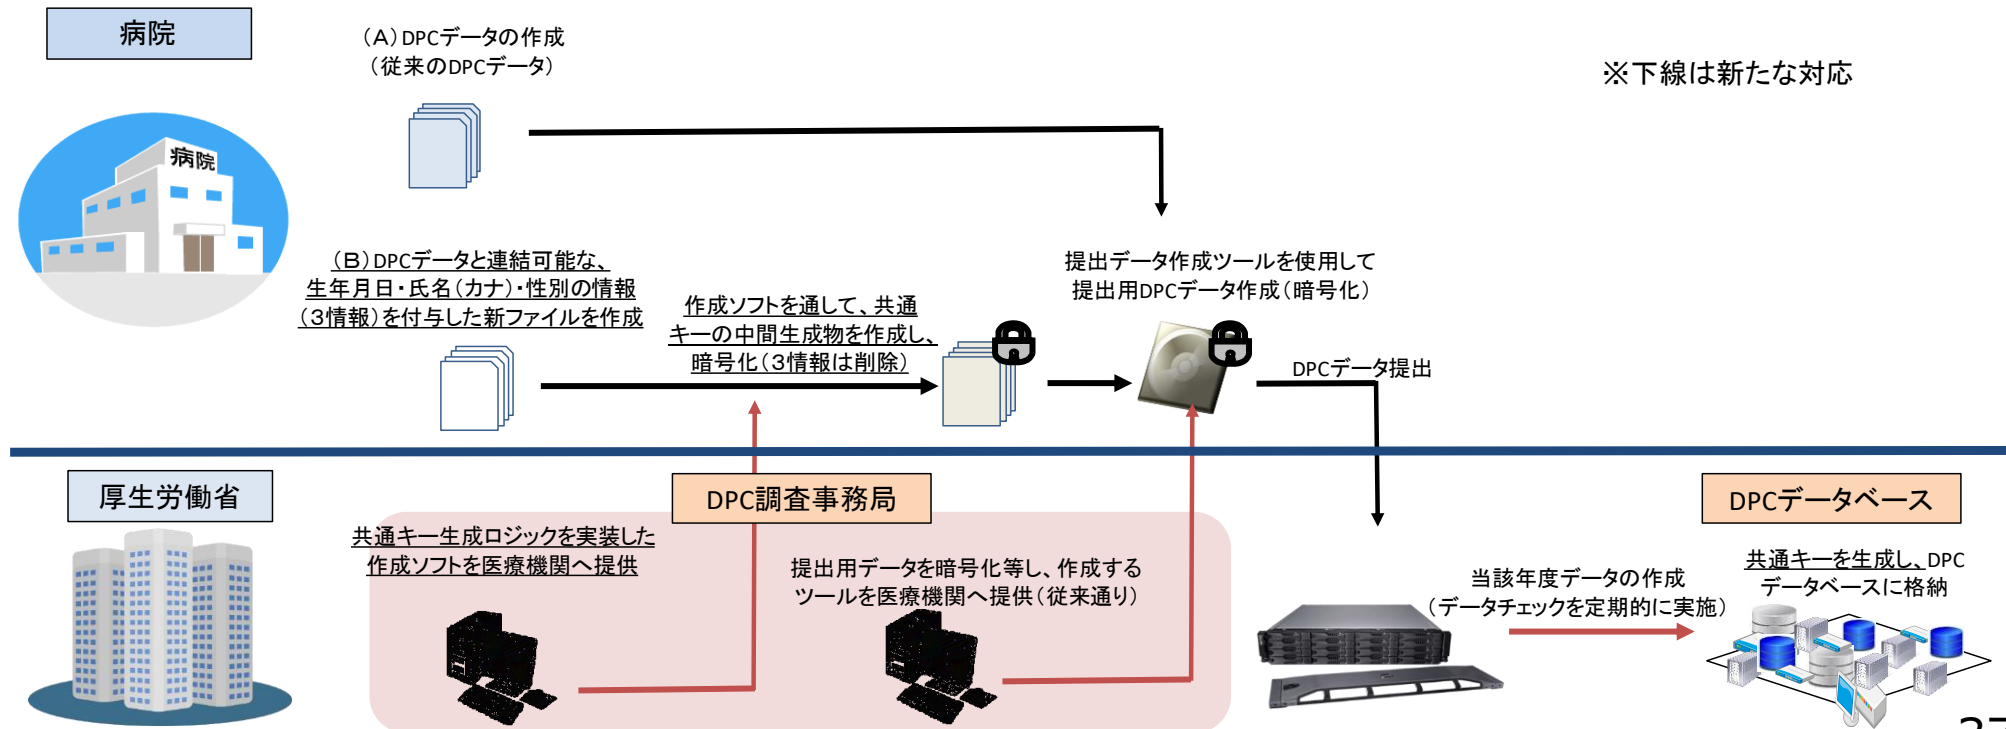 病院
(A)DPCデータの作成
(従来のDPCデータ)
※下線は新たな対応
病院
(B)DPCデータと連結可能な、
生年月日・氏名(カナ)・性別の情報
(3情報)を付与した新ファイルを作成
作成ソフトを通して、共通
キーの中間生成物を作成し、
暗号化(3情報は削除)
提出データ作成ツールを使用して
提出用DPCデータ作成(暗号化)
DPCデータ提出
厚生労働省
DPC調査事務局
DPCデータベース
共通キー生成ロジックを実装した
作成ソフトを医療機関へ提供
提出用データを暗号化等し、作成する
ツールを医療機関へ提供(従来通り)
当該年度データの作成
(データチェックを定期的に実施)
共通キーを生成し、DPC
データベースに格納